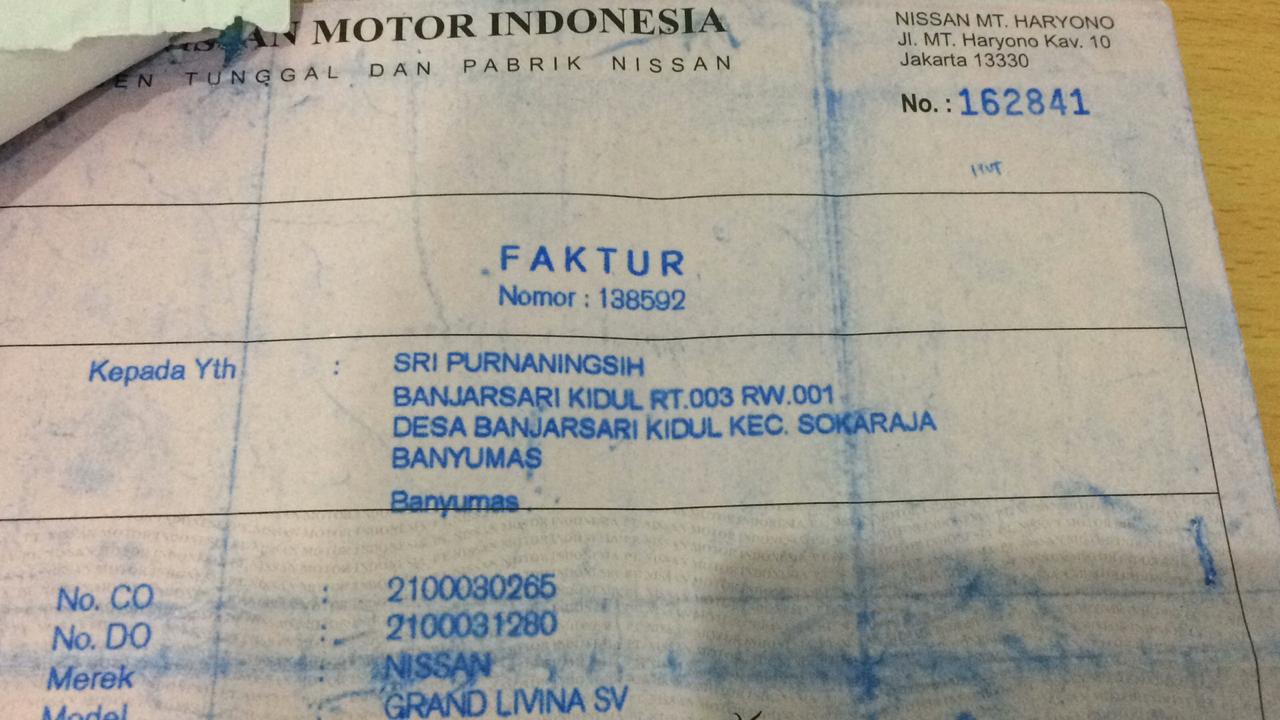 NISSAN MOTOR INDONESIA
EN TUNGGAL DAN PABRIK NISSAN
NISSAN MT. HARYONO
Jl. MT. Haryono Kav. 10
Jakarta 13330
No. : 162841
FAKTUR
Nomor : 138592
Kepada Yth : SRI PURNANINGSIH
BANJARSARI KIDUL RT.003 RW.001
DESA BANJARSARI KIDUL KEC. SOKARAJA
BANYUMAS
Banyumas
No. CO : 2100030265
No. DO : 2100031280
Merek : NISSAN
Model GRAND LIVINA SV